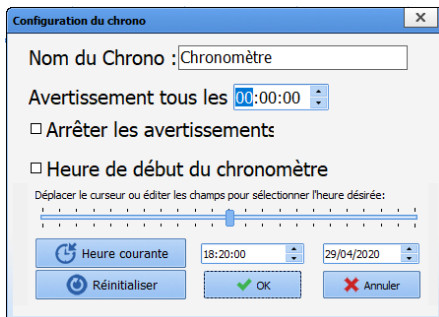 Configuration du chrono
Nom du Chrono : Chronomètre
Avertissement tous les 00:00:00
Arrêter les avertissements
Heure de début du chronomètre
Déplacer le curseur ou éditer les champs pour sélectionner l'heure désirée:
Heure courante 18:20:00 29/04/2020
Réinitialiser OK Annuler